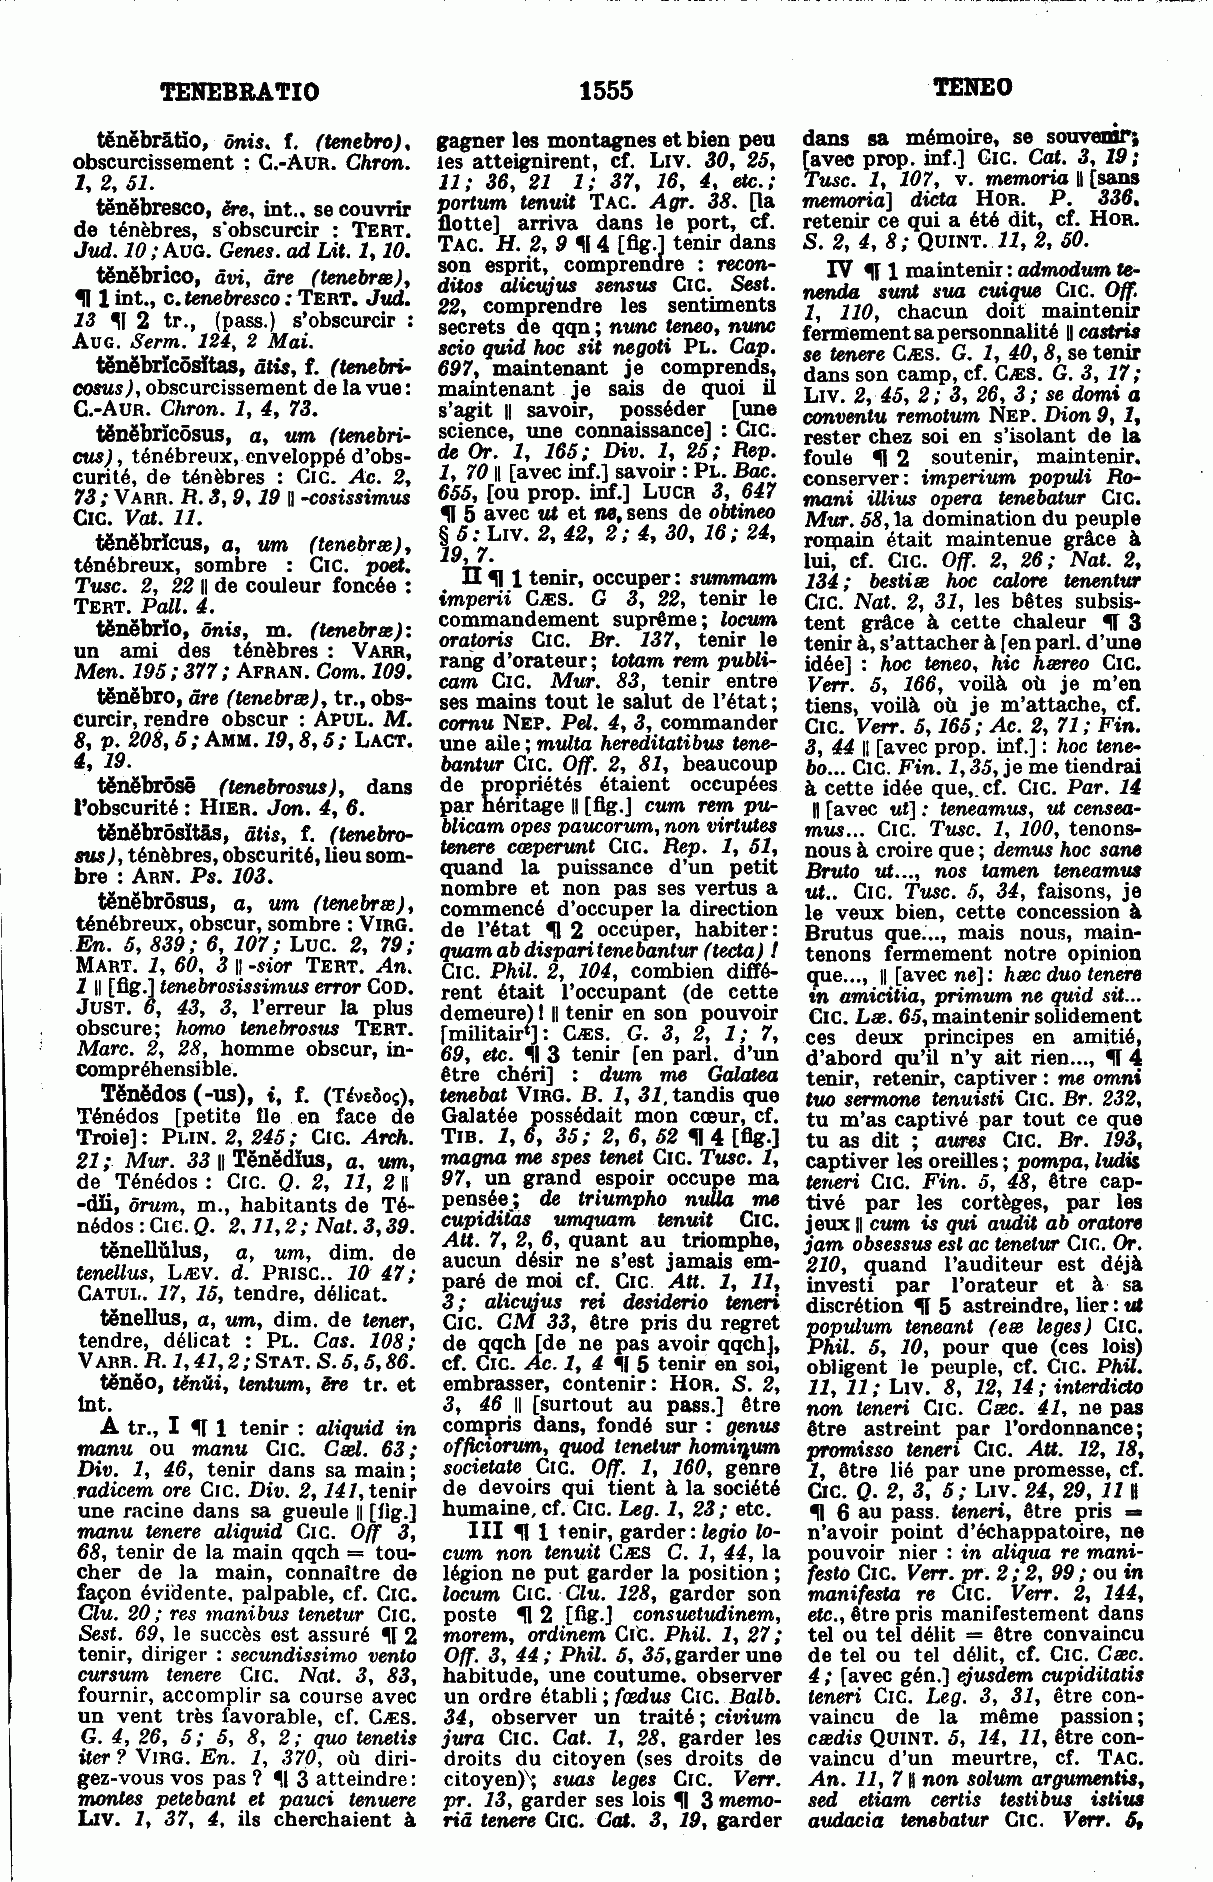 TENEBRATIO
1555
TENEO
tĕnĕbrātĭo, ōnis. f. (tenebro),
obscurcissement : C.-AUR. Chron.
1, 2, 51.
tĕnĕbresco, ĕre, int.. se couvrir
de ténèbres, s'obscurcir : TERT.
Jud. 10 ; AUG. Genes. ad Lit. 1, 10.
tĕnĕbrico, āvi, āre (tenebræ),
¶ 1 int., c. tenebresco : TERT. Jud.
13 ¶ 2 tr., (pass.) s'obscurcir :
AUG. Serm. 124, 2 Mai.
tĕnĕbrĭcōsĭtas, ātis, f. (tenebri-
cosus), obscurcissement de la vue :
C.-AUR. Chron. 1, 4, 73.
tĕnĕbrĭcōsus, a, um (tenebri-
cus), ténébreux, enveloppé d'obs-
curité, de ténèbres : CIC. Ac. 2,
73 ; VARR. R. 3, 9, 19 || -cosissimus
CIC. Vat. 11.
tĕnĕbrĭcus, a, um (tenebræ),
ténébreux, sombre : CIC. poet.
Tusc. 2, 22 || de couleur foncée :
TERT. Pall. 4.
tĕnĕbrĭo, ōnis, m. (tenebræ) :
un ami des ténèbres : VARR,
Men. 195 ; 377 ; AFRAN. Com. 109.
tĕnĕbro, āre (tenebræ), tr., obs-
curcir, rendre obscur : APUL. M.
8, p. 208, 5 ; AMM. 19, 8, 5 ; LACT.
4, 19.
tĕnĕbrōsē (tenebrosus), dans
l'obscurité : HIER. Jon. 4, 6.
tĕnĕbrōsĭtās, ātis, f. (tenebro-
sus), ténèbres, obscurité, lieu som-
bre : ARN. Ps. 103.
tĕnĕbrōsus, a, um (tenebræ),
ténébreux, obscur, sombre : VIRG.
En. 5, 839 ; 6, 107 ; LUC. 2, 79 ;
MART. 1, 60, 3 || -sior TERT. An.
1 || [fig.] tenebrosissimus error COD.
JUST. 6, 43, 3, l'erreur la plus
obscure; homo tenebrosus TERT.
Marc. 2, 28, homme obscur, in-
compréhensible.
Tĕnĕdos (-us), i, f. (Τένεδος),
Ténédos [petite île en face de
Troie] : PLIN. 2, 245 ; CIC. Arch.
21 ; Mur. 33 || Tĕnĕdĭus, a, um,
de Ténédos : CIC. Q. 2, 11, 2 ||
-dĭi, ōrum, m., habitants de Té-
nédos : CIC. Q. 2, 11, 2 ; Nat. 3, 39.
tĕnellŭlus, a, um, dim. de
tenellus, LÆV. d. PRISC.. 10 47 ;
CATUL. 17, 15, tendre, délicat.
tĕnellus, a, um, dim. de tener,
tendre, délicat : PL. Cas. 108 ;
VARR. R. 1, 41, 2 ; STAT. S. 5, 5, 86.
tĕnĕo, tĕnŭi, tentum, ēre tr. et
int.
A tr., I ¶ 1 tenir : aliquid in
manu ou manu CIC. Cæl. 63 ;
Div. 1, 46, tenir dans sa main ;
radicem ore CIC. Div. 2, 141, tenir
une racine dans sa gueule || [fig.]
manu tenere aliquid CIC. Off 3,
68, tenir de la main qqch = tou-
cher de la main, connaître de
façon évidente, palpable, cf. CIC.
Clu. 20 ; res manibus tenetur CIC.
Sest. 69, le succès est assuré ¶ 2
tenir, diriger : secundissimo vento
cursum tenere CIC. Nat. 3, 83,
fournir, accomplir sa course avec
un vent très favorable, cf. CÆS.
G. 4, 26, 5 ; 5, 8, 2 ; quo tenetis
iter ? VIRG. En. 1, 370, où diri-
gez-vous vos pas ? ¶ 3 atteindre :
montes petebant et pauci tenuere
LIV. 1, 37, 4, ils cherchaient à
gagner les montagnes et bien peu
les atteignirent, cf. LIV. 30, 25,
11 ; 36, 21 1 ; 37, 16, 4, etc. ;
portum tenuit TAC. Agr. 38. [la
flotte] arriva dans le port, cf.
TAC. H. 2, 9 ¶ 4 [fig.] tenir dans
son esprit, comprendre : recon-
ditos alicujus sensus CIC. Sest.
22, comprendre les sentiments
secrets de qqn ; nunc teneo, nunc
scio quid hoc sit negoti PL. Cap.
697, maintenant je comprends,
maintenant je sais de quoi il
s'agit || savoir, posséder [une
science, une connaissance] : CIC.
de Or. 1, 165 ; Div. 1, 25 ; Rep.
1, 70 || [avec inf.] savoir : PL. Bac.
655, [ou prop. inf.] LUCR 3, 647
¶ 5 avec ut et ne, sens de obtineo
§ 5 : LIV. 2, 42, 2 ; 4, 30, 16 ; 24,
19, 7.
II ¶ 1 tenir, occuper : summam
imperii CÆS. G 3, 22, tenir le
commandement suprême ; locum
oratoris CIC. Br. 137, tenir le
rang d'orateur ; totam rem publi-
cam CIC. Mur. 83, tenir entre
ses mains tout le salut de l'état ;
cornu NEP. Pel. 4, 3, commander
une aile ; multa hereditatibus tene-
bantur CIC. Off. 2, 81, beaucoup
de propriétés étaient occupées
par héritage || [fig.] cum rem pu-
blicam opes paucorum, non virtutes
tenere cœperunt CIC. Rep. 1, 51,
quand la puissance d'un petit
nombre et non pas ses vertus a
commencé d'occuper la direction
de l'état ¶ 2 occuper, habiter :
quam ab dispari tenebantur (tecta) !
CIC. Phil. 2, 104, combien diffé-
rent était l'occupant (de cette
demeure) ! || tenir en son pouvoir
[militairt] : CÆS. G. 3, 2, 1 ; 7,
69, etc. ¶ 3 tenir [en parl. d'un
être chéri] : dum me Galatea
tenebat VIRG. B. 1, 31, tandis que
Galatée possédait mon cœur, cf.
TIB. 1, 6, 35 ; 2, 6, 52 ¶ 4 [fig.]
magna me spes tenet CIC. Tusc. 1,
97, un grand espoir occupe ma
pensée ; de triumpho nulla me
cupiditas umquam tenuit CIC.
Att. 7, 2, 6, quant au triomphe,
aucun désir ne s'est jamais em-
paré de moi cf. CIC. Att. 1, 11,
3 ; alicujus rei desiderio teneri
CIC. CM 33, être pris du regret
de qqch [de ne pas avoir qqch],
cf. CIC. Ac. 1, 4 ¶ 5 tenir en soi,
embrasser, contenir : HOR. S. 2,
3, 46 || [surtout au pass.] être
compris dans, fondé sur : genus
officiorum, quod tenetur hominum
societate CIC. Off. 1, 160, genre
de devoirs qui tient à la société
humaine, cf. CIC. Leg. 1, 23 ; etc.
III ¶ 1 tenir, garder : legio lo-
cum non tenuit CÆS C. 1, 44, la
légion ne put garder la position ;
locum CIC. Clu. 128, garder son
poste ¶ 2 [fig.] consuetudinem,
morem, ordinem CIC. Phil. 1, 27 ;
Off. 3, 44 ; Phil. 5, 35, garder une
habitude, une coutume. observer
un ordre établi ; fœdus CIC. Balb.
34, observer un traité ; civium
jura CIC. Cat. 1, 28, garder les
droits du citoyen (ses droits de
citoyen) ; suas leges CIC. Verr.
pr. 13, garder ses lois ¶ 3 memo-
riā tenere CIC. Cat. 3, 19, garder
dans sa mémoire, se souvenir;
[avec prop. inf.] CIC. Cat. 3, 19 ;
Tusc. 1, 107, v. memoria || [sans
memoria] dicta HOR. P. 336,
retenir ce qui a été dit, cf. HOR.
S. 2, 4, 8 ; QUINT. 11, 2, 50.
IV ¶ 1 maintenir : admodum te-
nenda sunt sua cuique CIC. Off.
1, 110, chacun doit maintenir
fermement sa personnalité || castris
se tenere CÆS. G. 1, 40, 8, se tenir
dans son camp, cf. CÆS. G. 3, 17 ;
LIV. 2, 45, 2 ; 3, 26, 3 ; se domi a
conventu remotum NEP. Dion 9, 1,
rester chez soi en s'isolant de la
foule ¶ 2 soutenir, maintenir.
conserver : imperium populi Ro-
mani illius opera tenebatur CIC.
Mur. 58, la domination du peuple
romain était maintenue grâce à
lui, cf. CIC. Off. 2, 26 ; Nat. 2,
134 ; bestiæ hoc calore tenentur
CIC. Nat. 2, 31, les bêtes subsis-
tent grâce à cette chaleur ¶ 3
tenir à, s'attacher à [en parl. d'une
idée] : hoc teneo, hic hæreo CIC.
Verr. 5, 166, voilà où je m'en
tiens, voilà où je m'attache, cf.
CIC. Verr. 5, 165 ; Ac. 2, 71 ; Fin.
3, 44 || [avec prop. inf.] : hoc tene-
bo... CIC. Fin. 1, 35, je me tiendrai
à cette idée que, cf. CIC. Par. 14
|| [avec ut] : teneamus, ut censea-
mus... CIC. Tusc. 1, 100, tenons-
nous à croire que ; demus hoc sane
Bruto ut..., nos tamen teneamus
ut.. CIC. Tusc. 5, 34, faisons, je
le veux bien, cette concession à
Brutus que..., mais nous, main-
tenons fermement notre opinion
que..., || [avec ne] : hæc duo tenere
in amicitia, primum ne quid sit...
CIC. Læ. 65, maintenir solidement
ces deux principes en amitié,
d'abord qu'il n'y ait rien..., ¶ 4
tenir, retenir, captiver : me omni
tuo sermone tenuisti CIC. Br. 232,
tu m'as captivé par tout ce que
tu as dit ; aures CIC. Br. 193,
captiver les oreilles ; pompa, ludis
teneri CIC. Fin. 5, 48, être cap-
tivé par les cortèges, par les
jeux || cum is qui audit ab oratore
jam obsessus est ac tenetur CIC. Or.
210, quand l'auditeur est déjà
investi par l'orateur et à sa
discrétion ¶ 5 astreindre, lier : ut
populum teneant (eæ leges) CIC.
Phil. 5, 10, pour que (ces lois)
obligent le peuple, cf. CIC. Phil.
11, 11 ; LIV. 8, 12, 14 ; interdicto
non teneri CIC. Cæc. 41, ne pas
être astreint par l'ordonnance ;
promisso teneri CIC. Att. 12, 18,
1, être lié par une promesse, cf.
CIC. Q. 2, 3, 5 ; LIV. 24, 29, 11 ||
¶ 6 au pass. teneri, être pris =
n'avoir point d'échappatoire, ne
pouvoir nier : in aliqua re mani-
festo CIC. Verr. pr. 2 ; 2, 99 ; ou in
manifesta re CIC. Verr. 2, 144,
etc., être pris manifestement dans
tel ou tel délit = être convaincu
de tel ou tel délit, cf. CIC. Cæc.
4 ; [avec gén.] ejusdem cupiditatis
teneri CIC. Leg. 3, 31, être con-
vaincu de la même passion ;
cædis QUINT. 5, 14, 11, être con-
vaincu d'un meurtre, cf. TAC.
An. 11, 7 || non solum argumentis,
sed etiam certis testibus istius
audacia tenebatur CIC. Verr. 5,